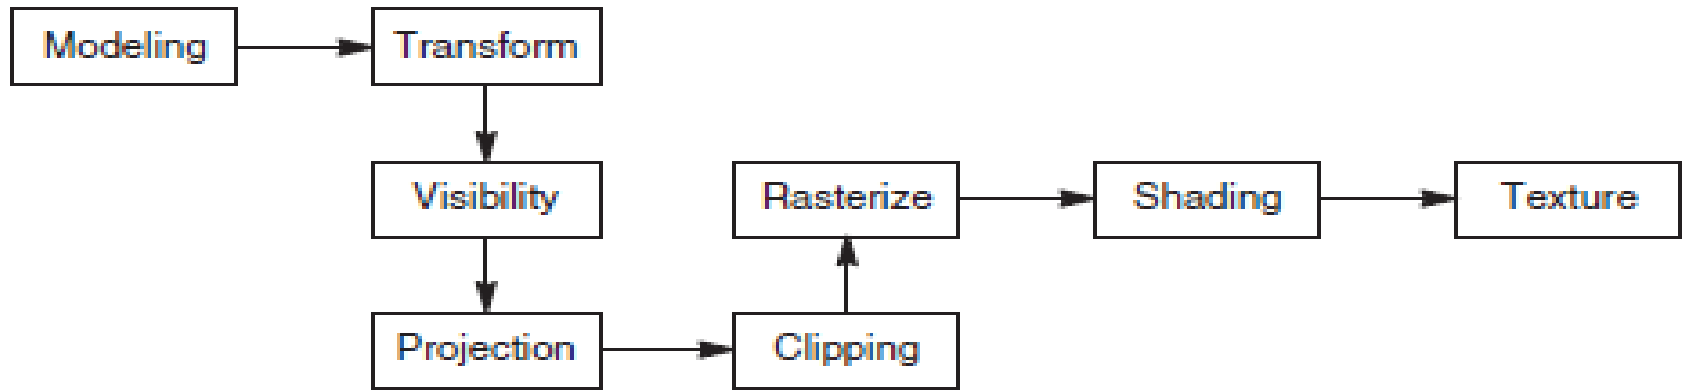 Modeling
Transform
Visibility
Projection
Clipping
Rasterize
Shading
Texture